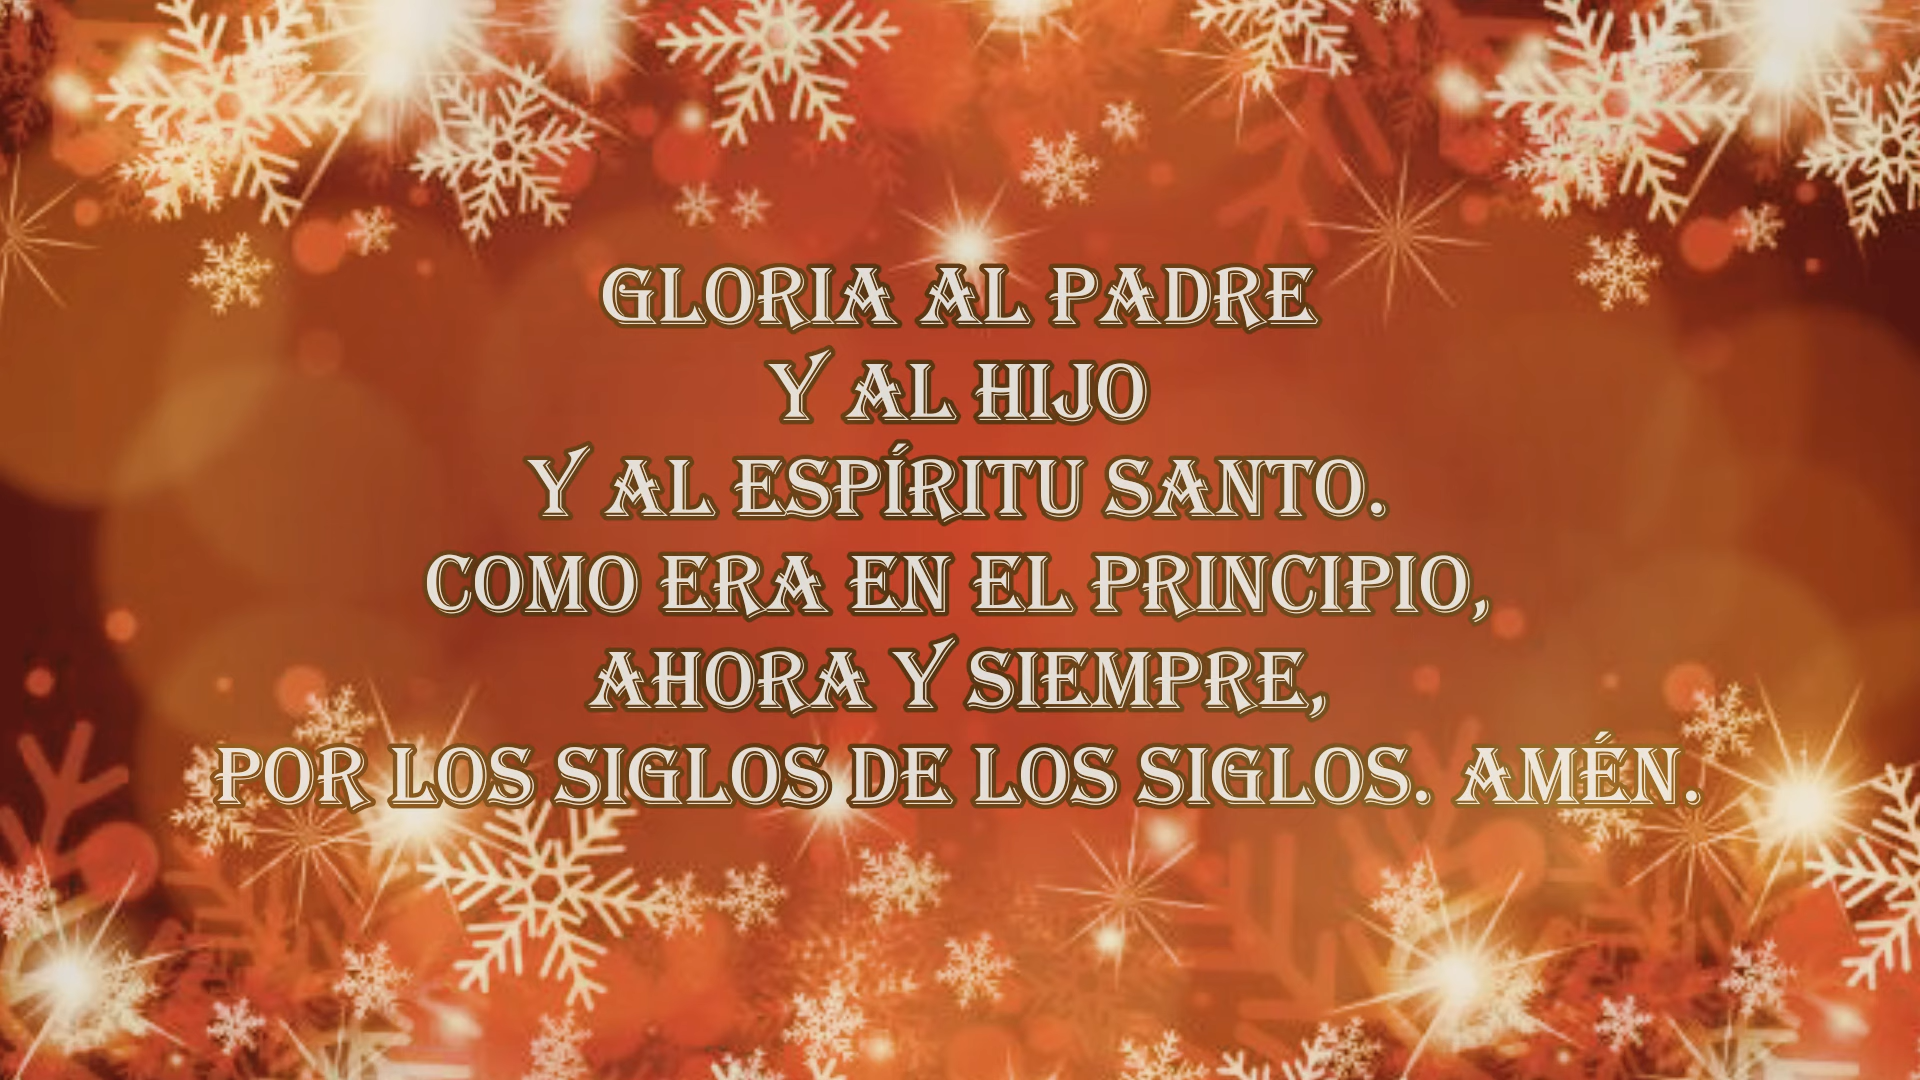 GLORIA AL PADRE
Y AL HIJO
Y AL ESPÍRITU SANTO.
COMO ERA EN EL PRINCIPIO,
AHORA Y SIEMPRE,
POR LOS SIGLOS DE LOS SIGLOS. AMÉN.